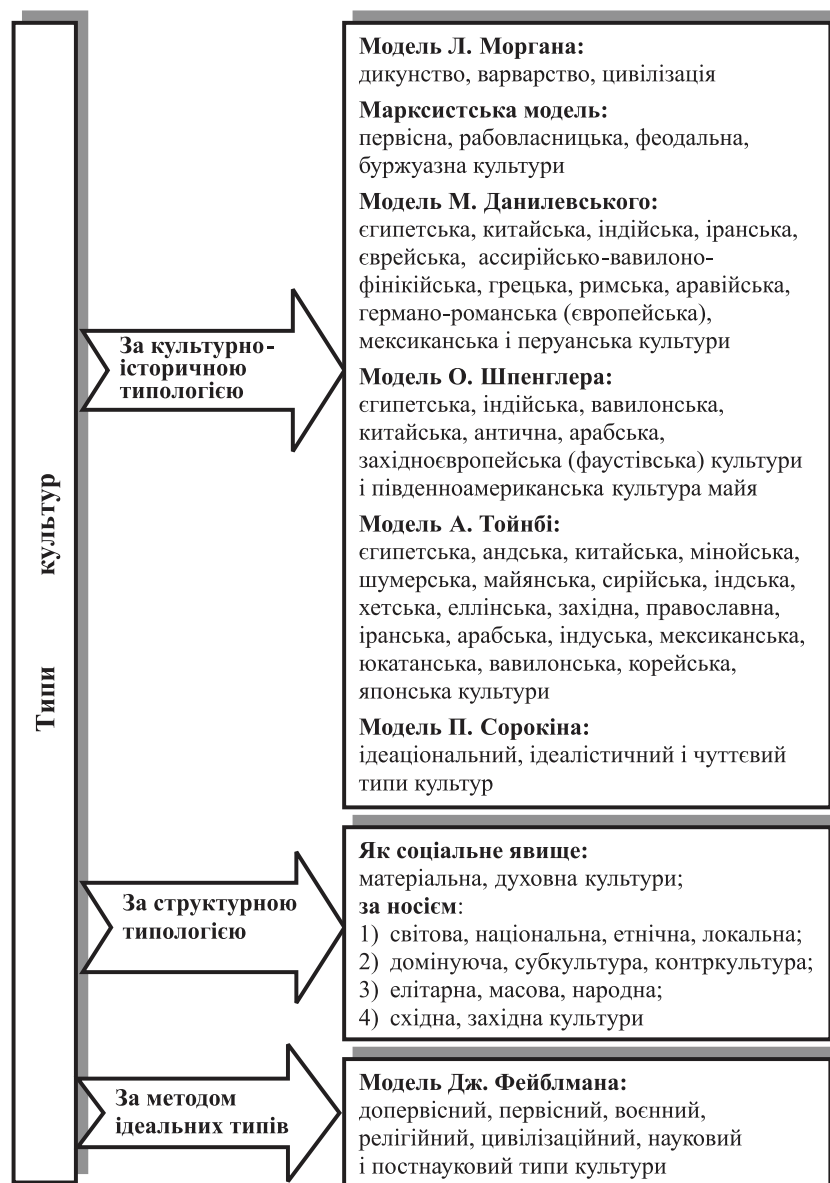 Типи культур
За культурно-
історичною
типологією
Модель Л. Моргана:
дикунство, варварство, цивілізація
Марксистська модель:
первісна, рабовласницька, феодальна,
буржуазна культури
Модель М. Данилевського:
єгипетська, китайська, індійська, іранська,
єврейська, ассирійсько-вавилоно-
фінікійська, грецька, римська, аравійська,
германо-романська (європейська),
мексиканська і перуанська культури
Модель О. Шпенглера:
єгипетська, індійська, вавилонська,
китайська, антична, арабська,
західноєвропейська (фаустівська) культури
і південноамериканська культура майя
Модель А. Тойнбі:
єгипетська, андська, китайська, мінойська,
шумерська, майянська, сирійська, індська,
хетська, еллінська, західна, православна,
іранська, арабська, індуська, мексиканська,
юкатанська, вавилонська, корейська,
японська культури
Модель П. Сорокіна:
ідеаціональний, ідеалістичний і чуттєвий
типи культур
За структурною
типологією
Як соціальне явище:
матеріальна, духовна культури;
за носієм:
1) світова, національна, етнічна, локальна;
2) домінуюча, субкультура, контркультура;
3) елітарна, масова, народна;
4) східна, західна культури
За методом
ідеальних типів
Модель Дж. Фейблмана:
допервісний, первісний, воєнний,
релігійний, цивілізаційний, науковий
і постнауковий типи культури